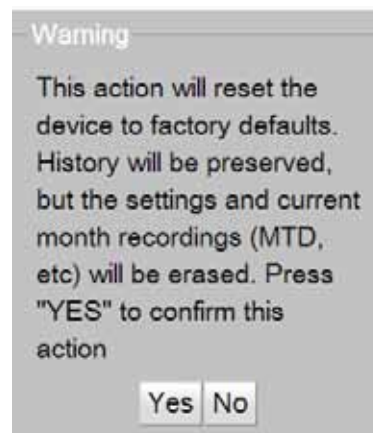 Warning
This action will reset the
device to factory defaults.
History will be preserved,
but the settings and current
month recordings (MTD,
etc) will be erased. Press
"YES" to confirm this
action
Yes No